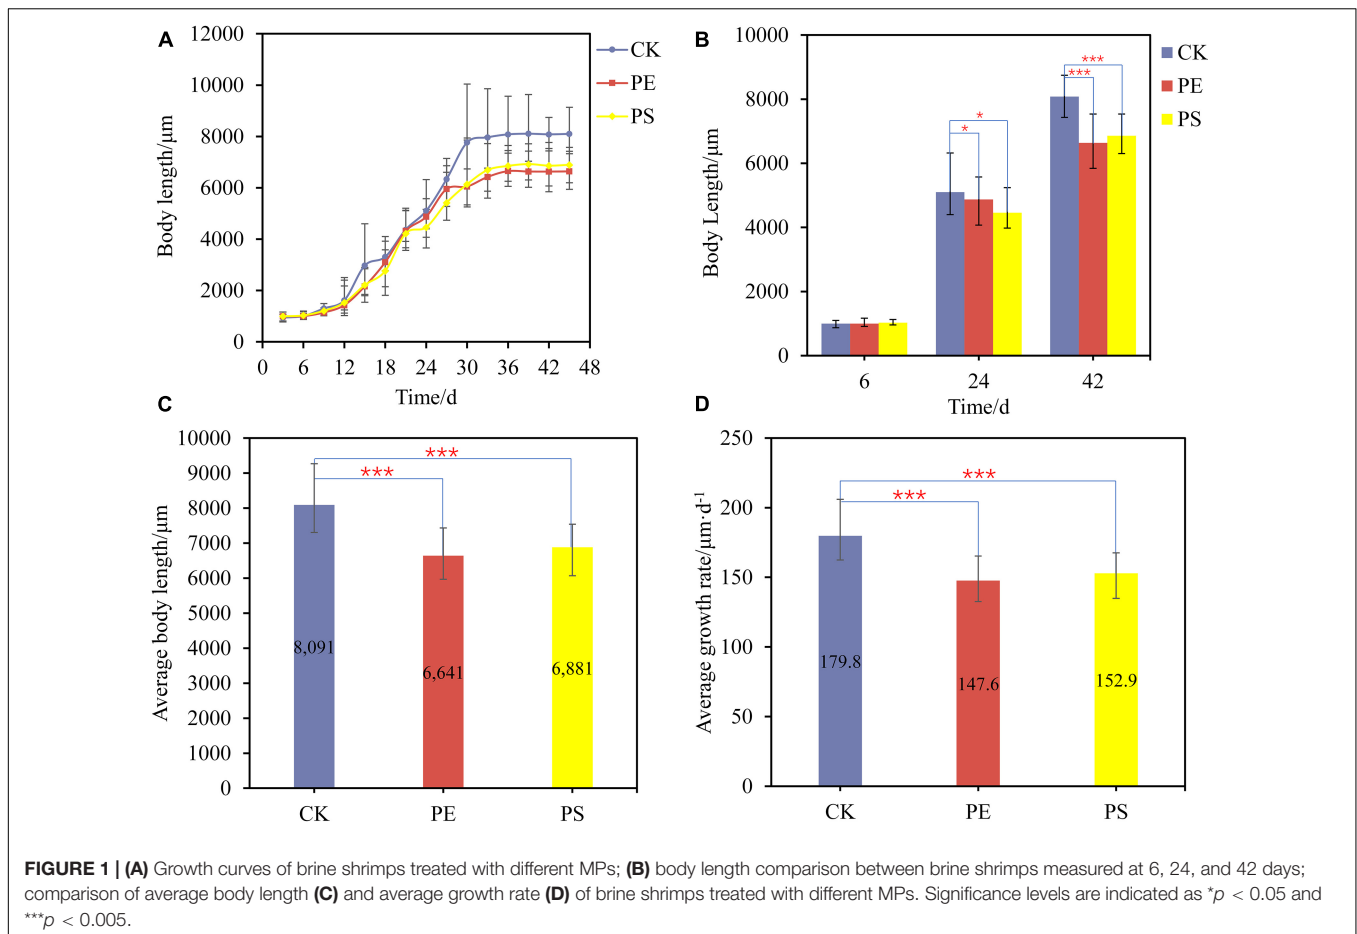 A
12000
10000
8000
6000
4000
2000
0
Body length/μm
0 6 12 18 24 30 36 42 48
Time/d
CK
PE
PS
B
10000
8000
6000
4000
2000
0
Body Length/μm
* *
*** ***
6 24 42
Time/d
CK
PE
PS
C
10000
9000
8000
7000
6000
5000
4000
3000
2000
1000
0
Average body length/μm
***
***
8,091
6,641
6,881
CK PE PS
D
250
200
150
100
50
0
Average growth rate/μm·d-1
***
***
179.8
147.6
152.9
CK PE PS
FIGURE 1 | (A) Growth curves of brine shrimps treated with different MPs; (B) body length comparison between brine shrimps measured at 6, 24, and 42 days;
comparison of average body length (C) and average growth rate (D) of brine shrimps treated with different MPs. Significance levels are indicated as *p < 0.05 and
***p < 0.005.